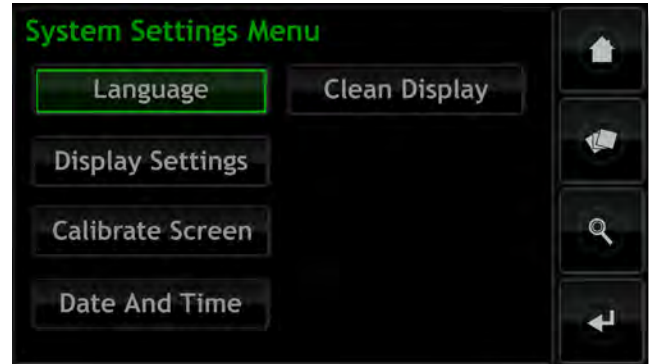 System Settings Menu
Language
Clean Display
Display Settings
Calibrate Screen
Date And Time